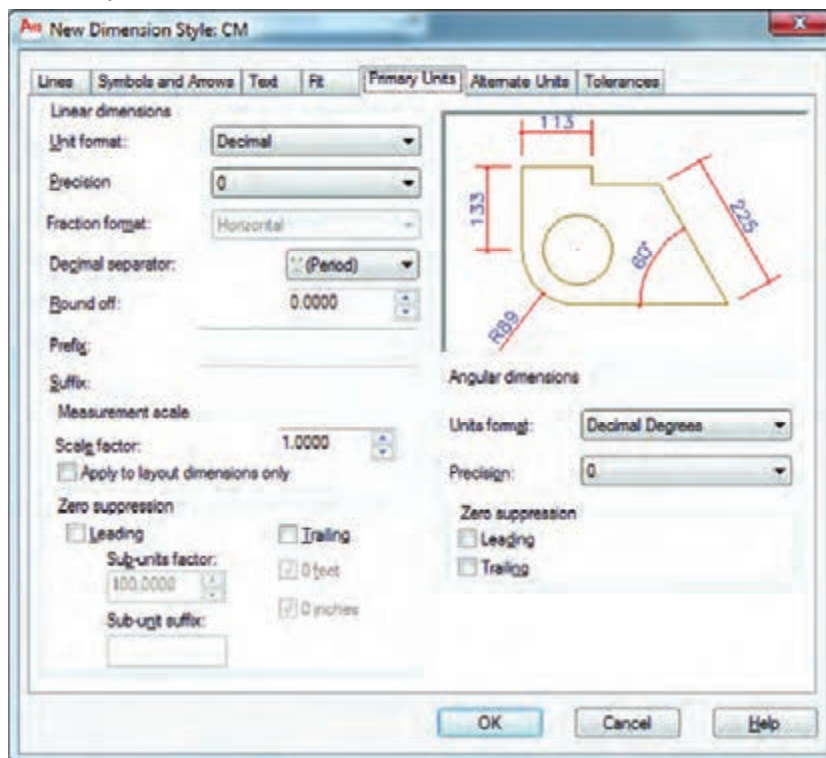 New Dimension Style: CM
Lines Symbols and Arrows Text Fit Primary Units Alternate Units Tolerances
Linear dimensions
Unit format: Decimal
Precision 0
Fraction format: Horizontal
Decimal separator: '.' (Period)
Round off: 0.0000
Prefix:
Suffix:
Measurement scale
Scale factor: 1.0000
Apply to layout dimensions only
Zero suppression
Leading Trailing
Sub-units factor: 0 feet
100.0000
0 inches
Sub-unit suffix:
113
133
225
60°
R89
Angular dimensions
Units format: Decimal Degrees
Precision: 0
Zero suppression
Leading
Trailing
OK Cancel Help